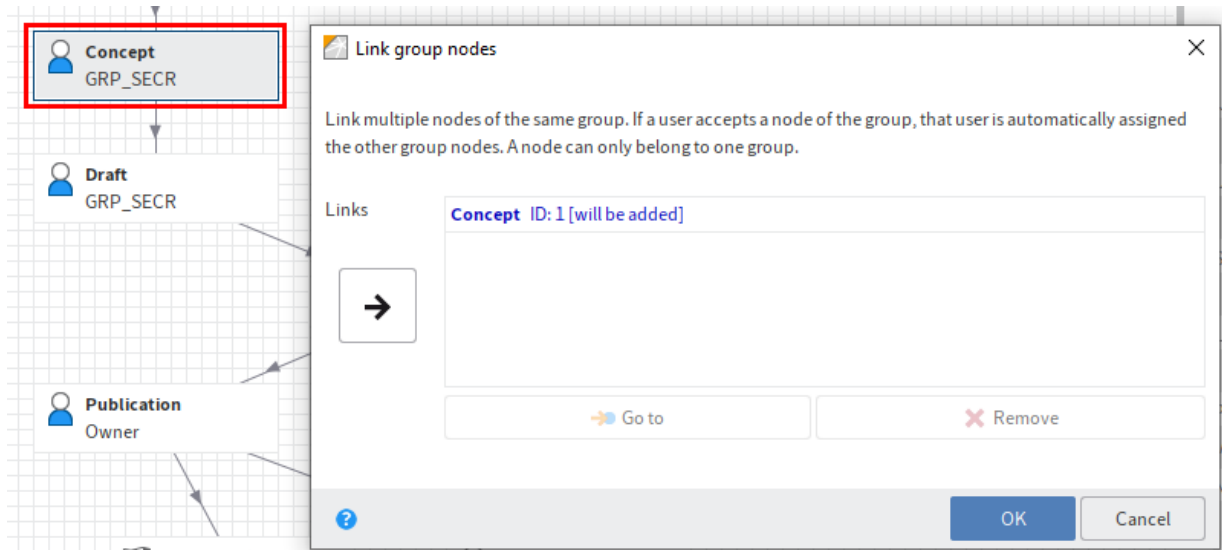 Concept
GRP_SECR
Draft
GRP_SECR
Publication
Owner
Link group nodes
Link multiple nodes of the same group. If a user accepts a node of the group, that user is automatically assigned
the other group nodes. A node can only belong to one group.
Links
Concept ID: 1 [will be added]
Go to
Remove
OK
Cancel